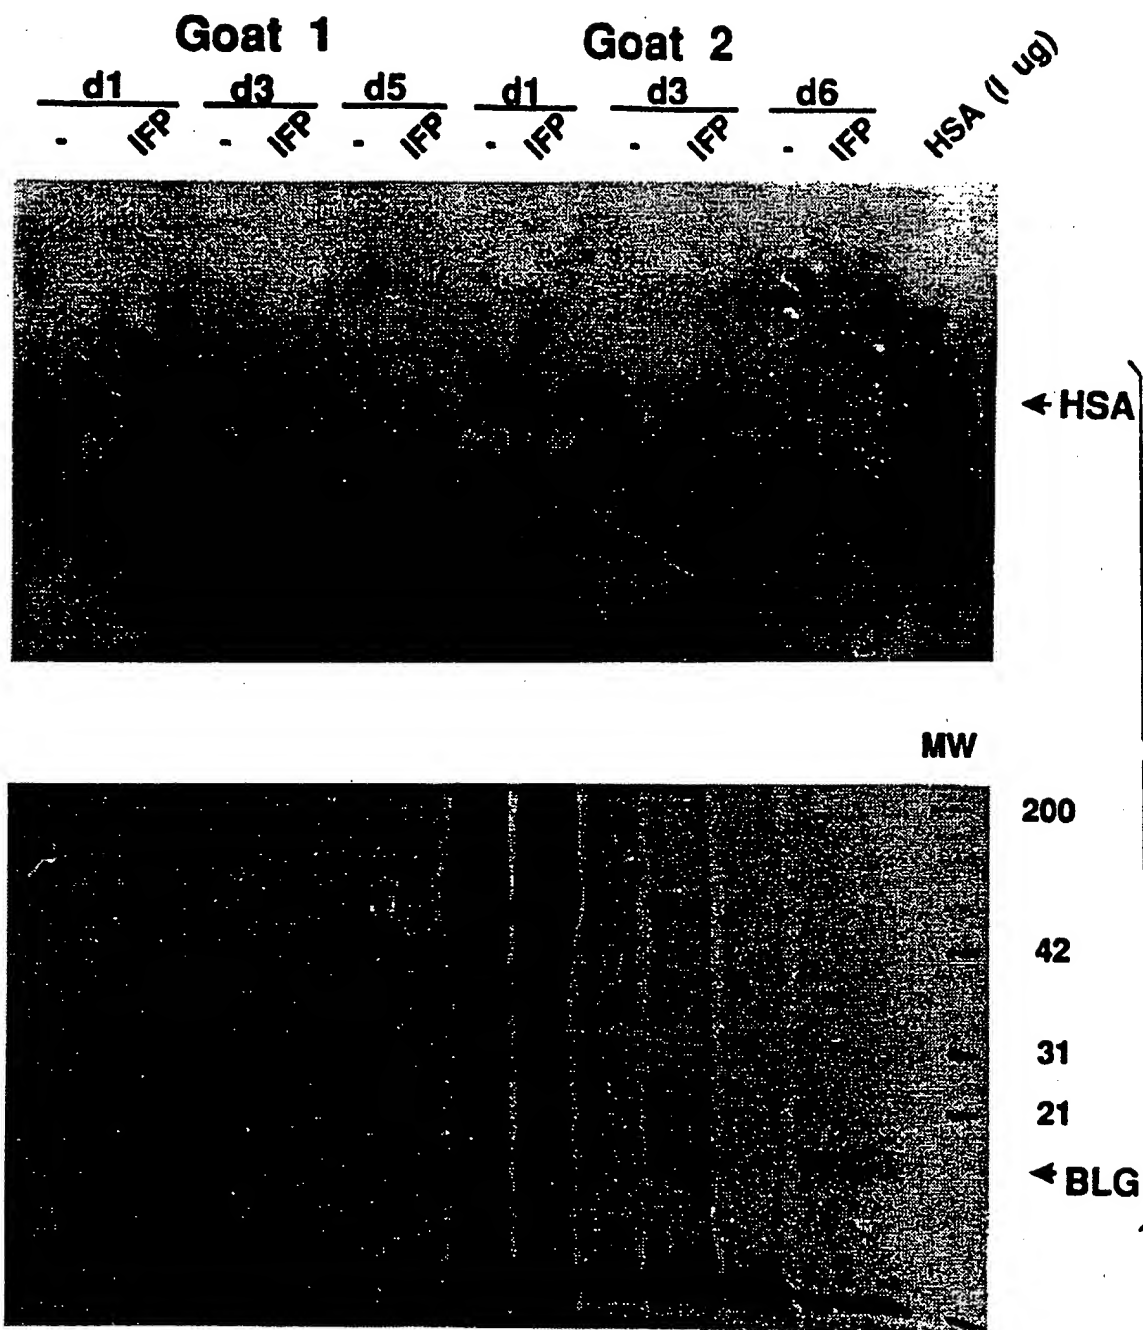 Goat 1 Goat 2
d1 d3 d5 d1 d3 d6
- IFP - IFP - IFP - IFP - IFP - IFP HSA (1 ug)
HSA
MW
200
42
31
21
BLG